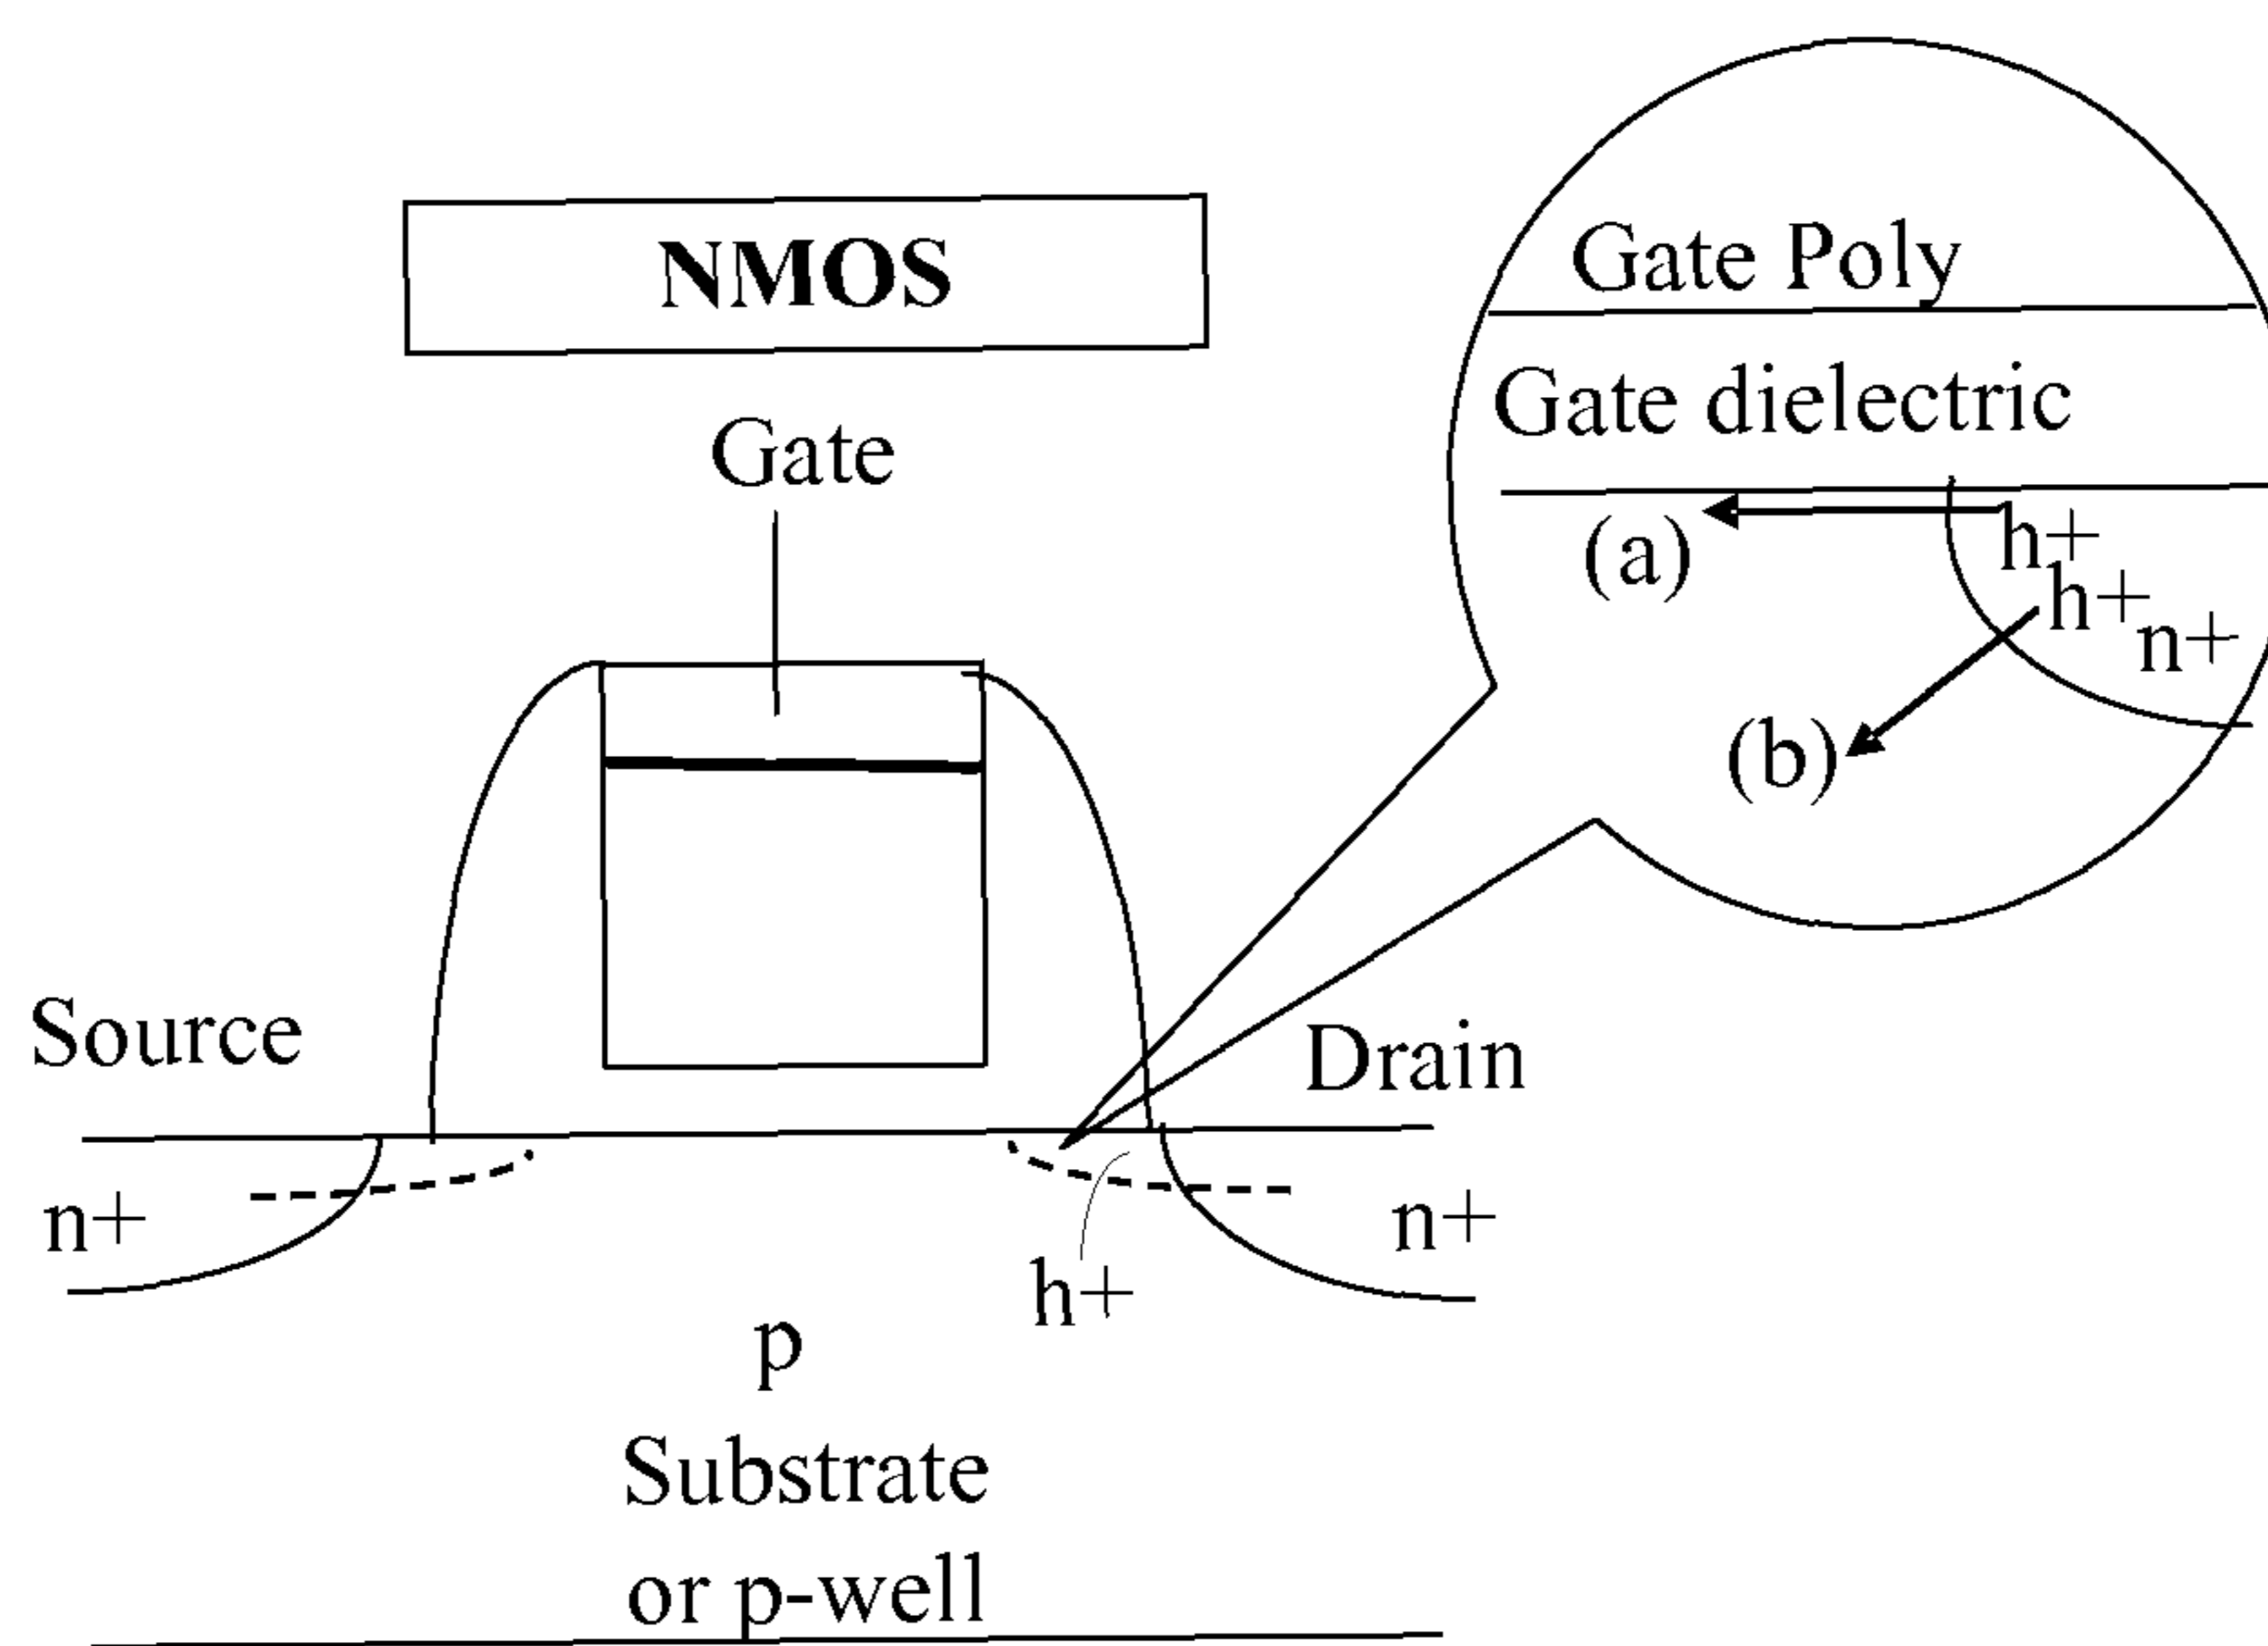 NMOS
Gate
Gate Poly
Gate dielectric
(a)
h+
h+
n+
(b)
Source
Drain
n+
h+
n+
p
Substrate
or p-well